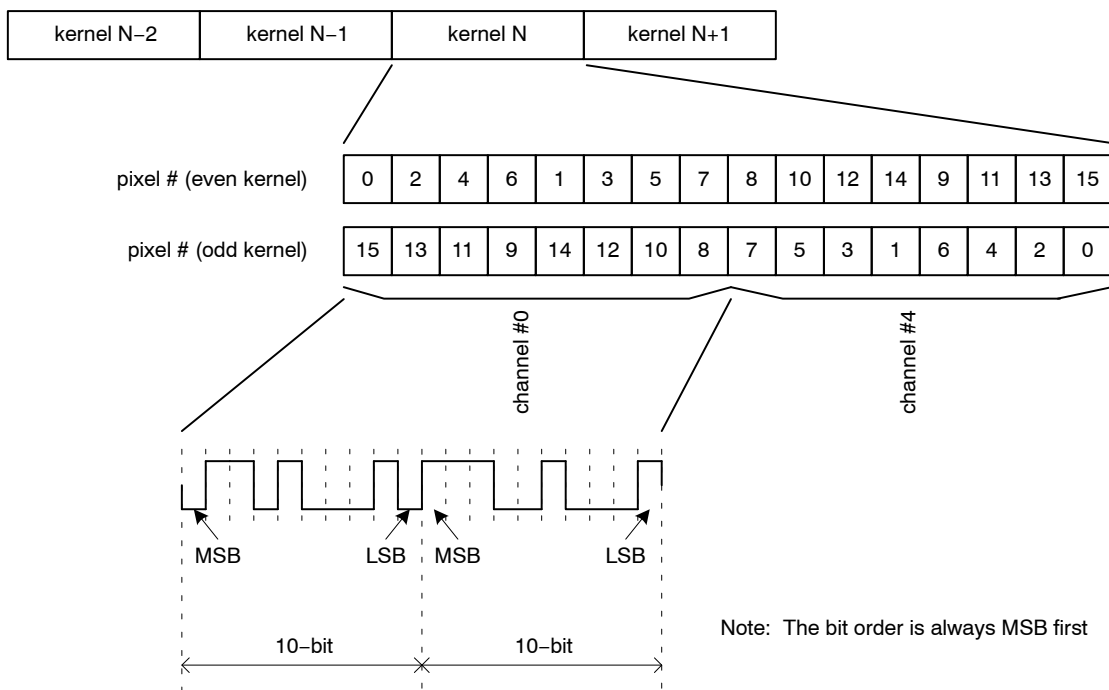 kernel N−2 kernel N−1 kernel N kernel N+1
pixel # (even kernel) 0 2 4 6 1 3 5 7 8 10 12 14 9 11 13 15
pixel # (odd kernel) 15 13 11 9 14 12 10 8 7 5 3 1 6 4 2 0
channel #0
channel #4
MSB LSB MSB LSB
Note: The bit order is always MSB first
10−bit 10−bit